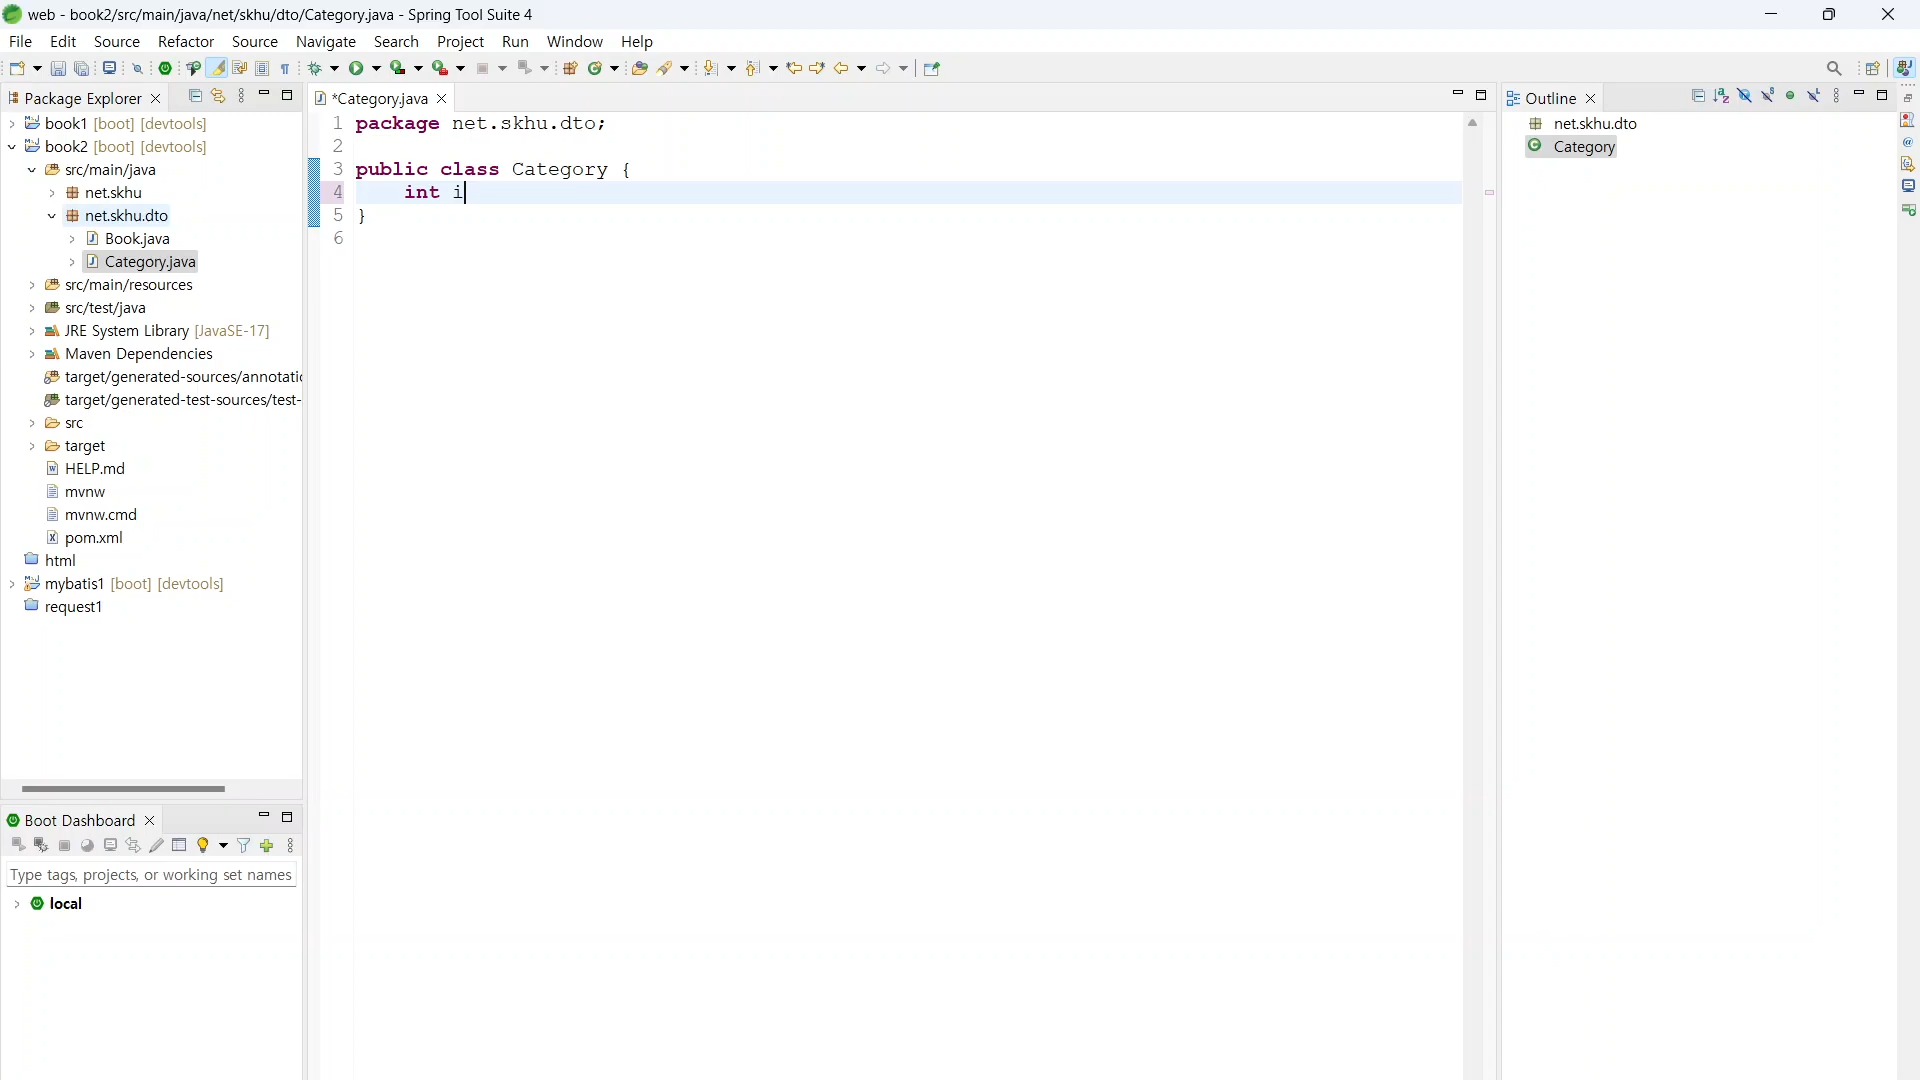 web - book2/src/main/java/net/skhu/dto/Category.java - Spring Tool Suite 4
File Edit Source Refactor Source Navigate Search Project Run Window Help
Package Explorer
book1 [boot] [devtools]
book2 [boot] [devtools]
src/main/java
net.skhu
net.skhu.dto
Book.java
Category.java
src/main/resources
src/test/java
JRE System Library [JavaSE-17]
Maven Dependencies
target/generated-sources/annotatic
target/generated-test-sources/test-
src
target
HELP.md
mvnw
mvnw.cmd
pom.xml
html
mybatis1 [boot] [devtools]
request1
Boot Dashboard
Type tags, projects, or working set names
local
*Category.java
1 package net.skhu.dto;
2
3 public class Category {
4 int i
5 }
6
Outline
net.skhu.dto
Category